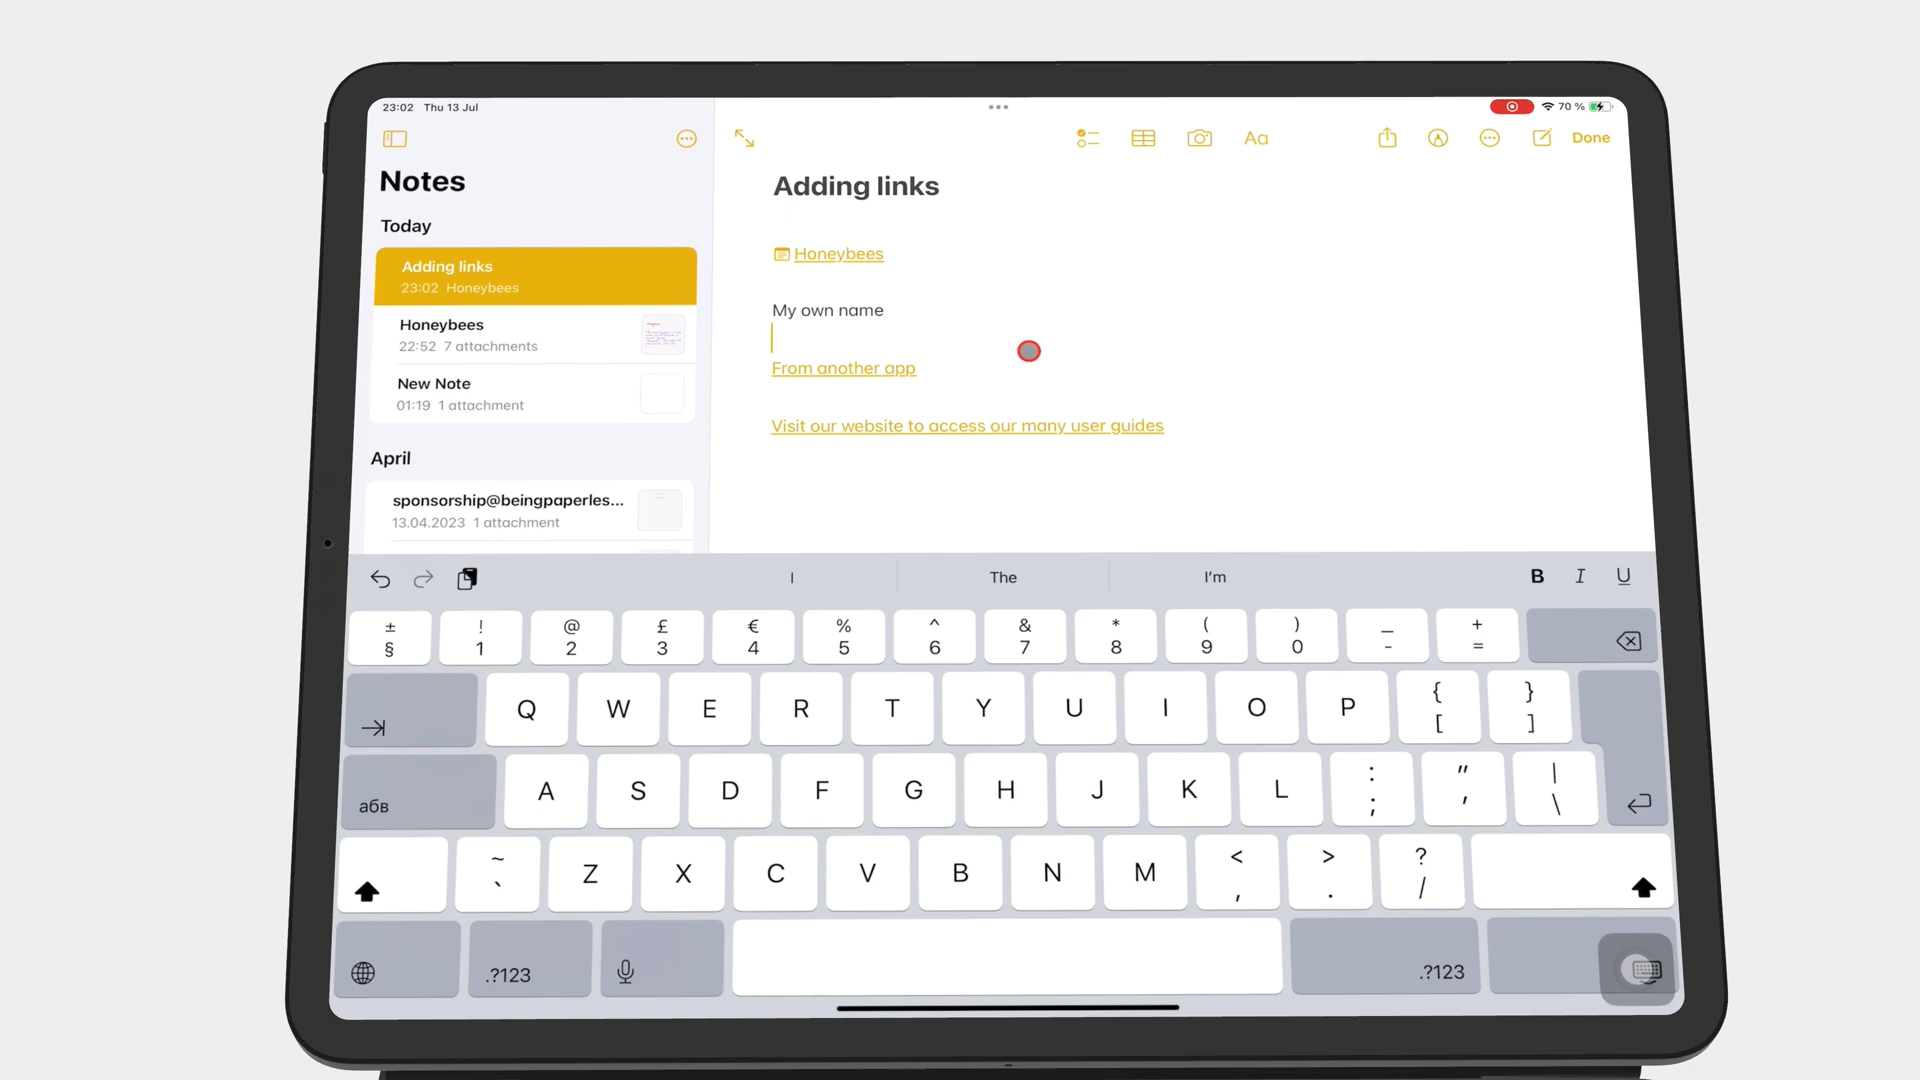 23:02 Thu 13 Jul
70 %
Done
Aa
Notes
Today
Adding links
23:02 Honeybees
Honeybees
22:52 7 attachments
New Note
01:19 1 attachment
April
sponsorship@beingpaperles...
13.04.2023 1 attachment
Adding links
Honeybees
My own name
From another app
Visit our website to access our many user guides
I The I'm
B I U
± ! @ £ € % ^ & * ( ) _ +
§ 1 2 3 4 5 6 7 8 9 0 - =
Q W E R T Y U I O P { }
[ ]
абв A S D F G H J K L : " |
; ' \
~ Z X C V B N M < > ?
` , . /
.?123 .?123